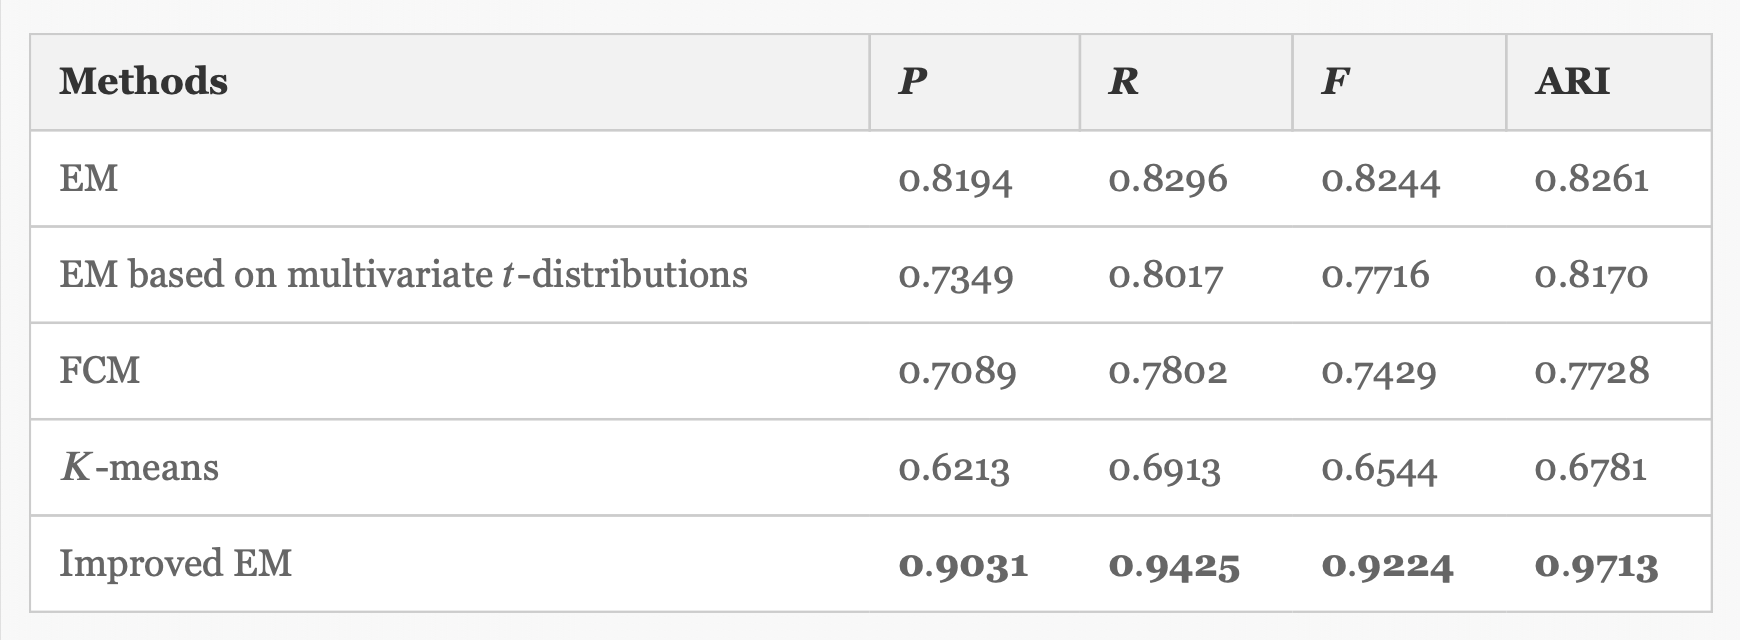 Methods P R F ARI
EM 0.8194 0.8296 0.8244 0.8261
EM based on multivariate t-distributions 0.7349 0.8017 0.7716 0.8170
FCM 0.7089 0.7802 0.7429 0.7728
K-means 0.6213 0.6913 0.6544 0.6781
Improved EM 0.9031 0.9425 0.9224 0.9713